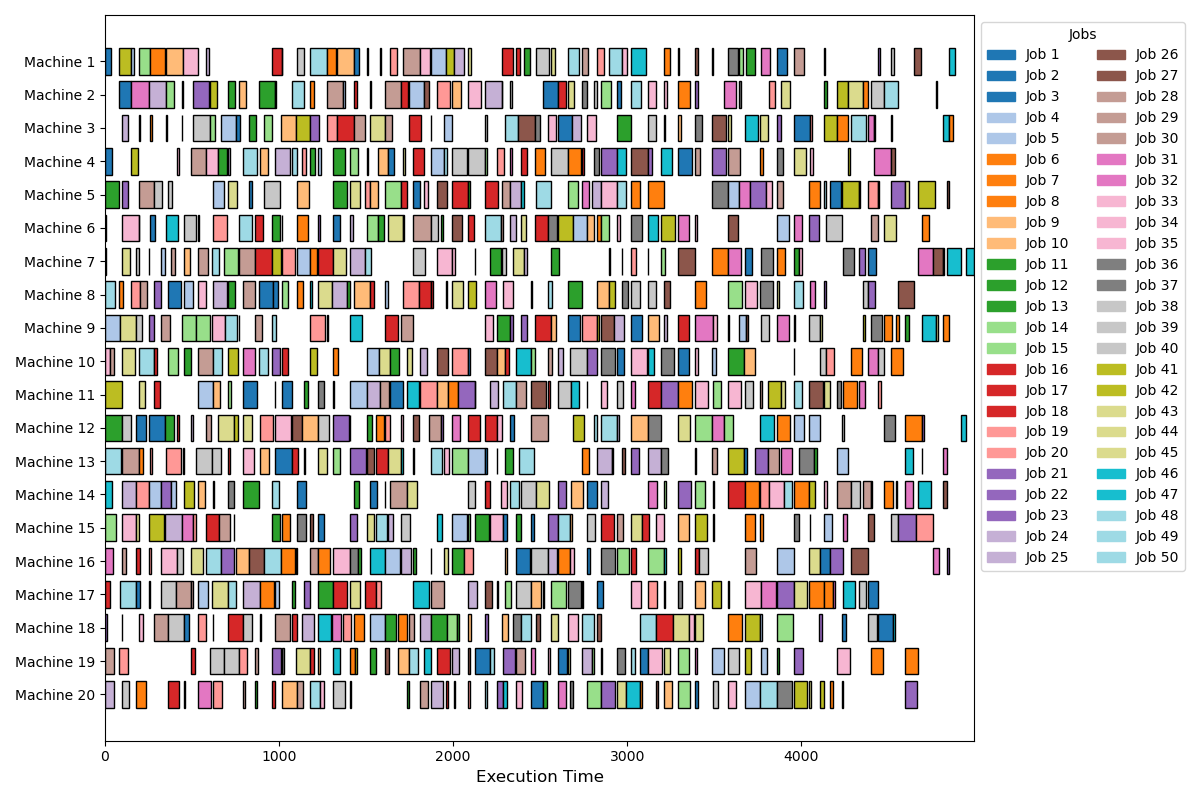 Machine 1
Machine 2
Machine 3
Machine 4
Machine 5
Machine 6
Machine 7
Machine 8
Machine 9
Machine 10
Machine 11
Machine 12
Machine 13
Machine 14
Machine 15
Machine 16
Machine 17
Machine 18
Machine 19
Machine 20
0 1000 2000 3000 4000
Execution Time
Jobs
Job 1 Job 26
Job 2 Job 27
Job 3 Job 28
Job 4 Job 29
Job 5 Job 30
Job 6 Job 31
Job 7 Job 32
Job 8 Job 33
Job 9 Job 34
Job 10 Job 35
Job 11 Job 36
Job 12 Job 37
Job 13 Job 38
Job 14 Job 39
Job 15 Job 40
Job 16 Job 41
Job 17 Job 42
Job 18 Job 43
Job 19 Job 44
Job 20 Job 45
Job 21 Job 46
Job 22 Job 47
Job 23 Job 48
Job 24 Job 49
Job 25 Job 50